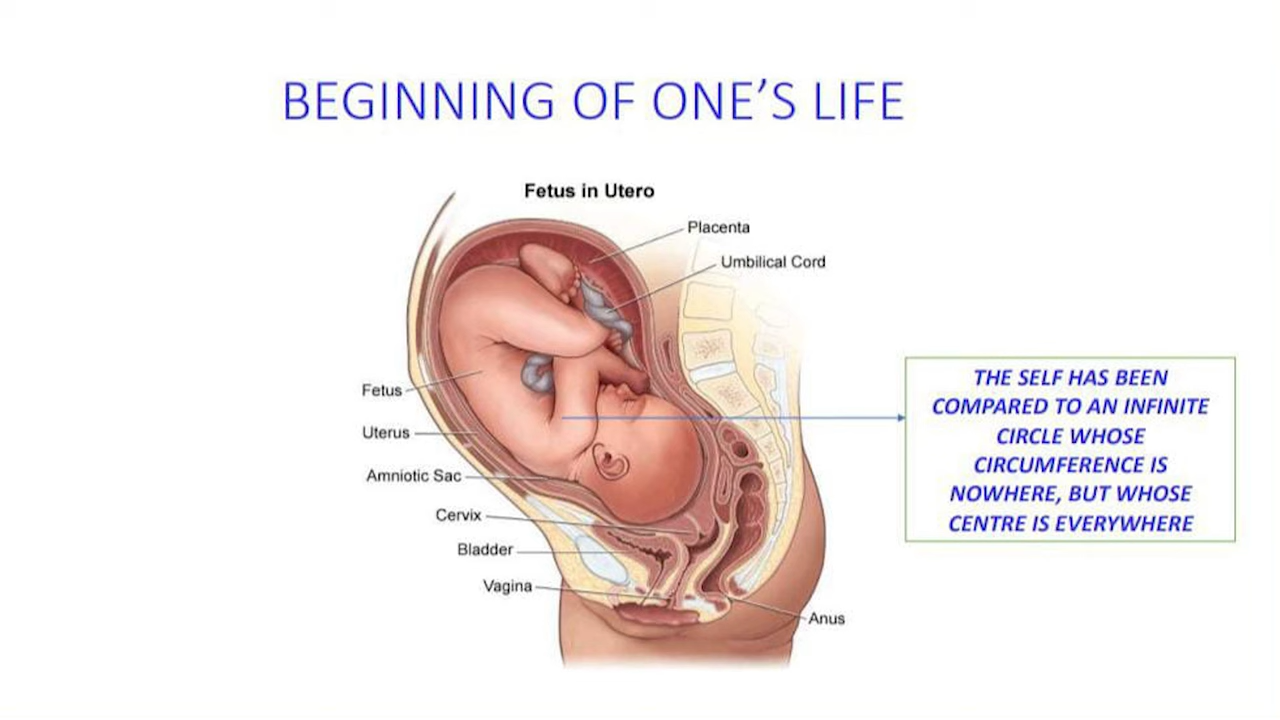 BEGINNING OF ONE'S LIFE
Fetus in Utero
Placenta
Umbilical Cord
Fetus
Uterus
Amniotic Sac
Cervix
Bladder
Vagina
Anus
THE SELF HAS BEEN
COMPARED TO AN INFINITE
CIRCLE WHOSE
CIRCUMFERENCE IS
NOWHERE, BUT WHOSE
CENTRE IS EVERYWHERE